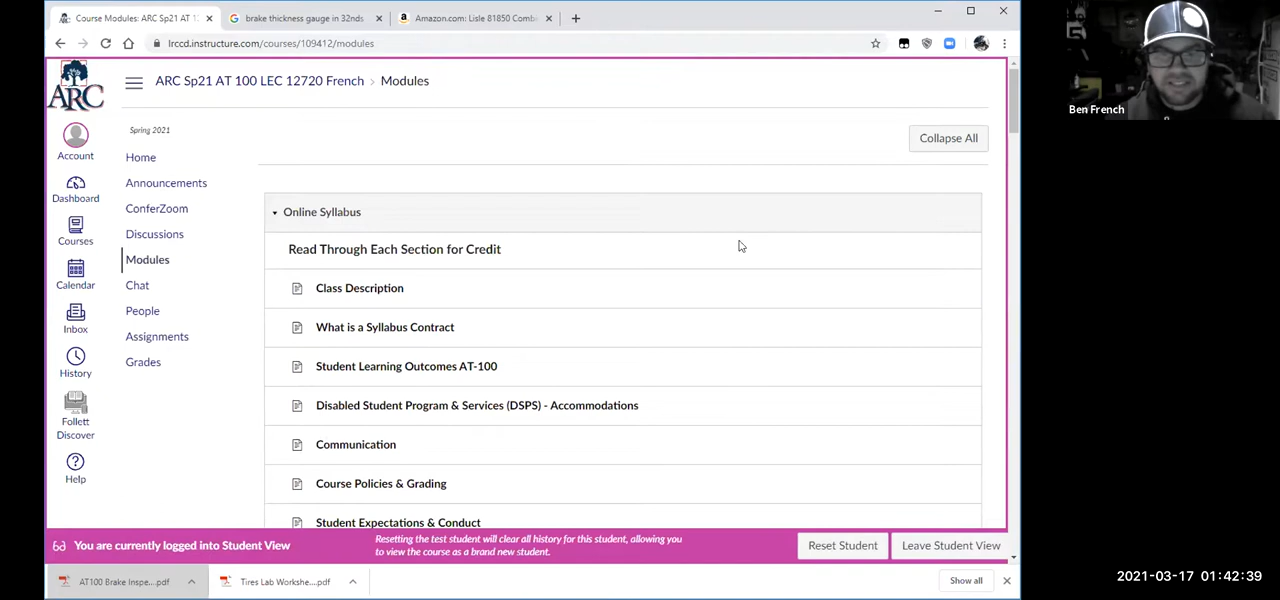 Course Modules: ARC Sp21 AT 1
brake thickness gauge in 32nds
Amazon.com: Lisle 81850 Combi
lrccd.instructure.com/courses/109412/modules
Ben French
ARC
ARC Sp21 AT 100 LEC 12720 French > Modules
Spring 2021
Collapse All
Account
Dashboard
Courses
Calendar
Inbox
History
Follett
Discover
Help
Home
Announcements
ConferZoom
Discussions
Modules
Chat
People
Assignments
Grades
Online Syllabus
Read Through Each Section for Credit
Class Description
What is a Syllabus Contract
Student Learning Outcomes AT-100
Disabled Student Program & Services (DSPS) - Accommodations
Communication
Course Policies & Grading
Student Expectations & Conduct
You are currently logged into Student View
Resetting the test student will clear all history for this student, allowing you
to view the course as a brand new student.
Reset Student
Leave Student View
AT100 Brake Inspe....pdf
Tires Lab Workshe....pdf
Show all
2021-03-17 01:42:39